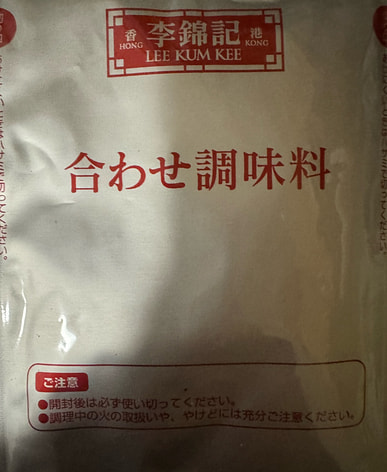 香港 李錦記
HONG KONG
LEE KUM KEE
合わせ調味料
ご注意
●開封後は必ず使い切ってください。
●調理中の火の取扱いや、やけどには充分ご注意ください。